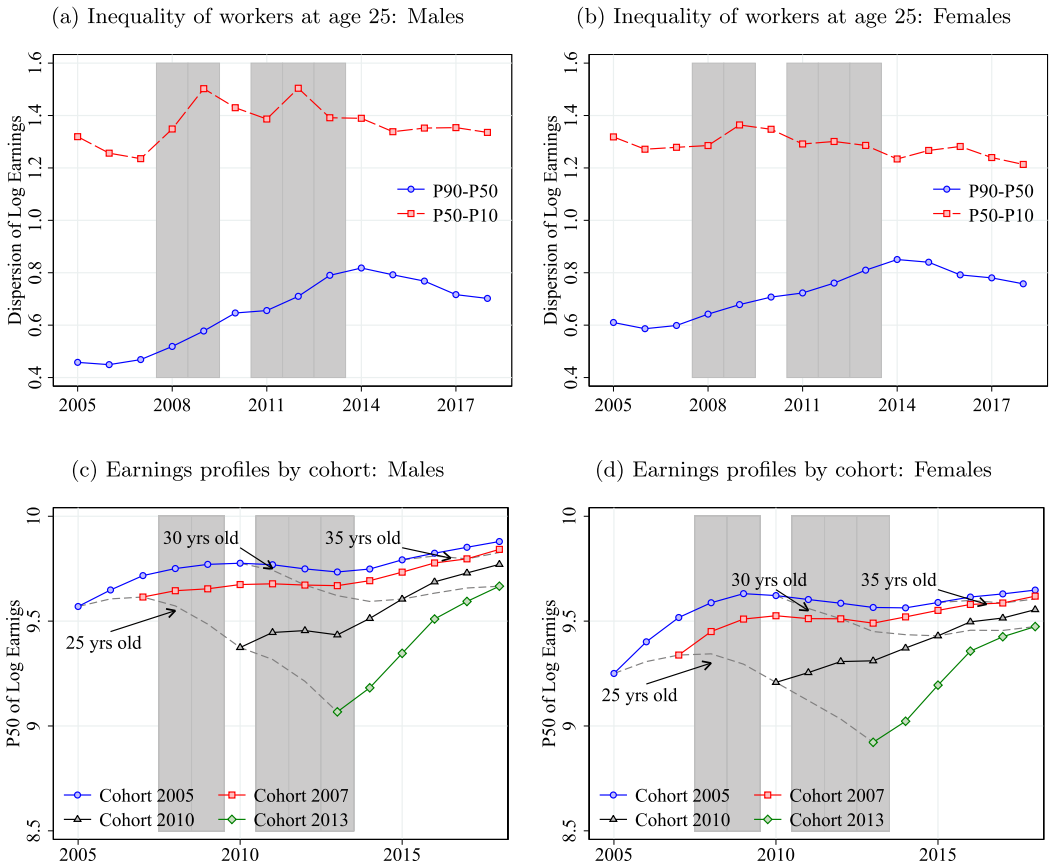 (a) Inequality of workers at age 25: Males
Dispersion of Log Earnings
1.6
1.4
1.2
1.0
0.8
0.6
0.4
P90-P50
P50-P10
2005 2008 2011 2014 2017
(b) Inequality of workers at age 25: Females
Dispersion of Log Earnings
1.6
1.4
1.2
1.0
0.8
0.6
0.4
P90-P50
P50-P10
2005 2008 2011 2014 2017
(c) Earnings profiles by cohort: Males
P50 of Log Earnigs
10
9.5
9
8.5
30 yrs old
35 yrs old
25 yrs old
Cohort 2005 Cohort 2007
Cohort 2010 Cohort 2013
2005 2010 2015
(d) Earnings profiles by cohort: Females
P50 of Log Earnigs
10
9.5
9
8.5
30 yrs old
35 yrs old
25 yrs old
Cohort 2005 Cohort 2007
Cohort 2010 Cohort 2013
2005 2010 2015